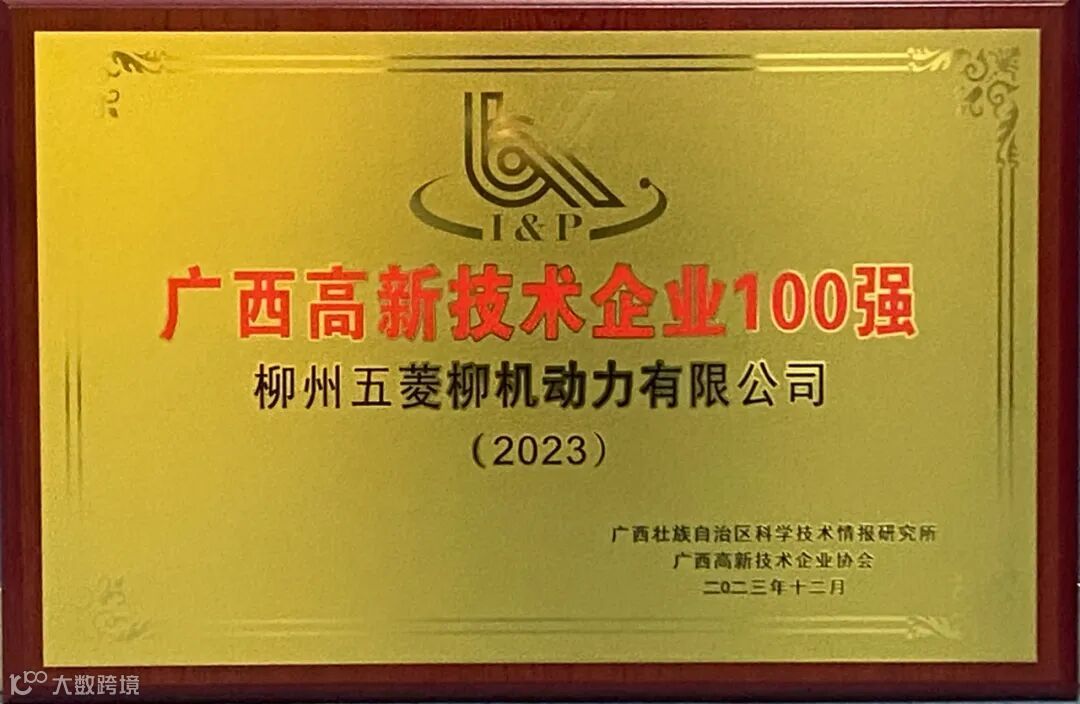 I&P
广西高新技术企业100强
柳州五菱柳机动力有限公司
（2023）
广西壮族自治区科学技术情报研究所
广西高新技术企业协会
二0二三年十二月
大数跨境